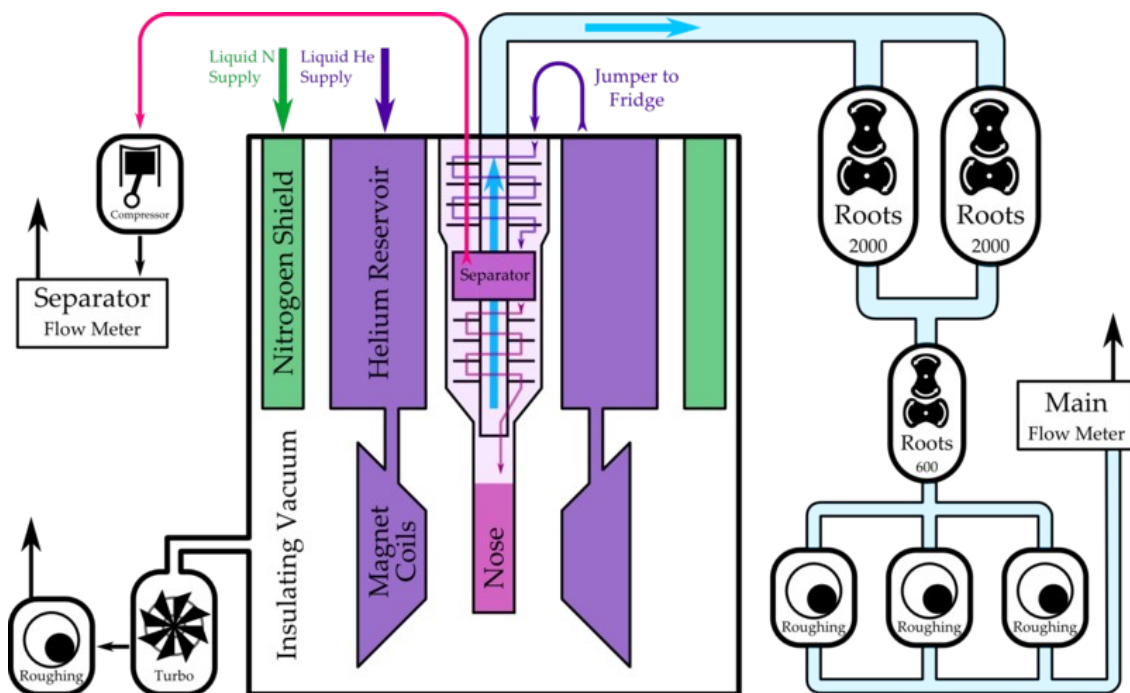 Liquid N
Supply
Liquid He
Supply
Jumper to
Fridge
Compressor
Separator
Flow Meter
Nitrogoen Shield
Helium Reservoir
Separator
Roots
2000
Roots
2000
Roots
600
Main
Flow Meter
Insulating Vacuum
Magnet
Coils
Nose
Roughing
Turbo
Roughing
Roughing
Roughing